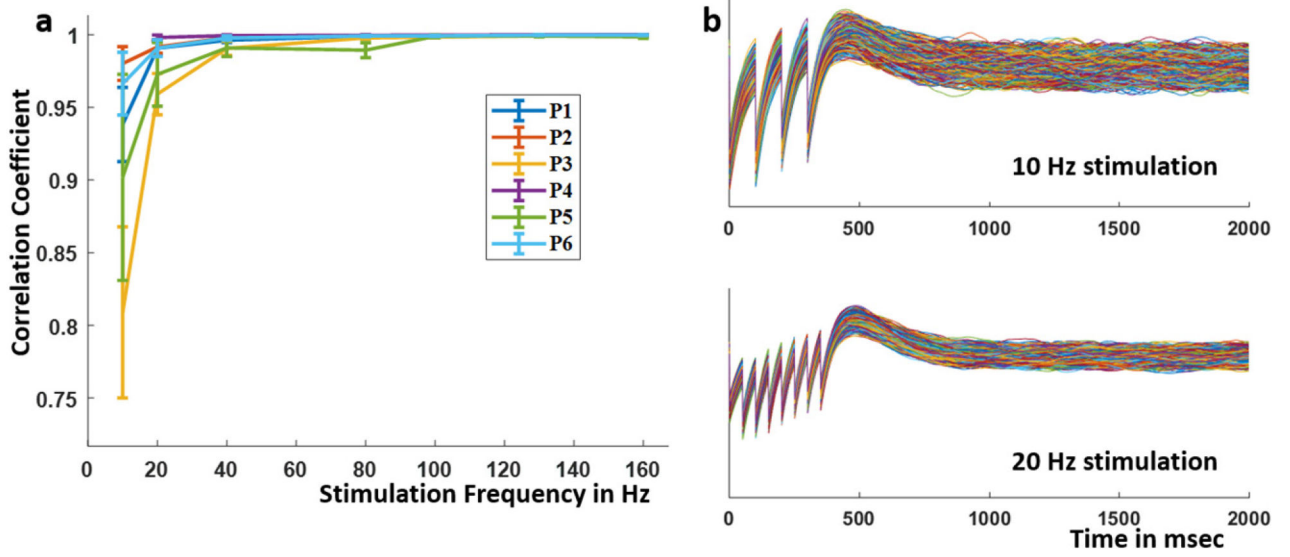 a
Correlation Coefficient
1
0.95
0.9
0.85
0.8
0.75
0 20 40 60 80 100 120 140 160
Stimulation Frequency in Hz
P1
P2
P3
P4
P5
P6
b
10 Hz stimulation
0 500 1000 1500 2000
20 Hz stimulation
0 500 1000 1500 2000
Time in msec